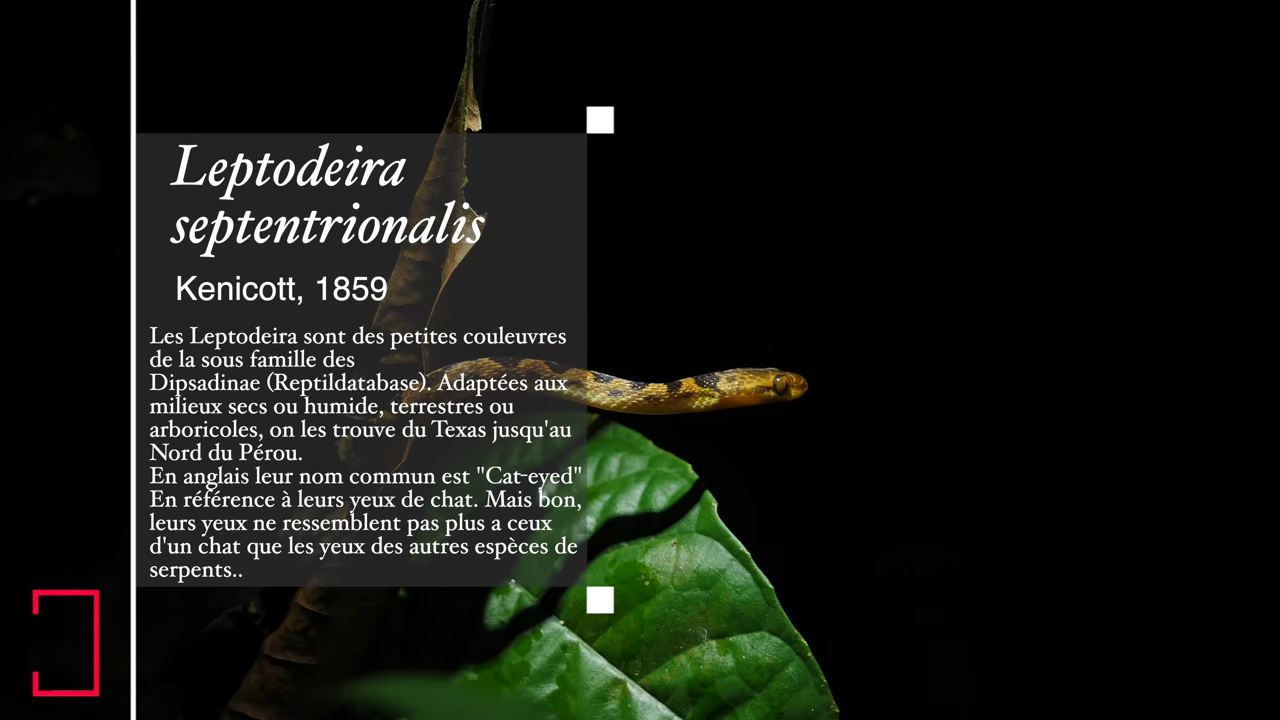 Leptodeira
septentrionalis
Kenicott, 1859
Les Leptodeira sont des petites couleuvres
de la sous famille des
Dipsadinae (Reptildatabase). Adaptées aux
milieux secs ou humide, terrestres ou
arboricoles, on les trouve du Texas jusqu'au
Nord du Pérou.
En anglais leur nom commun est "Cat-eyed"
En référence à leurs yeux de chat. Mais bon,
leurs yeux ne ressemblent pas plus a ceux
d'un chat que les yeux des autres espèces de
serpents..